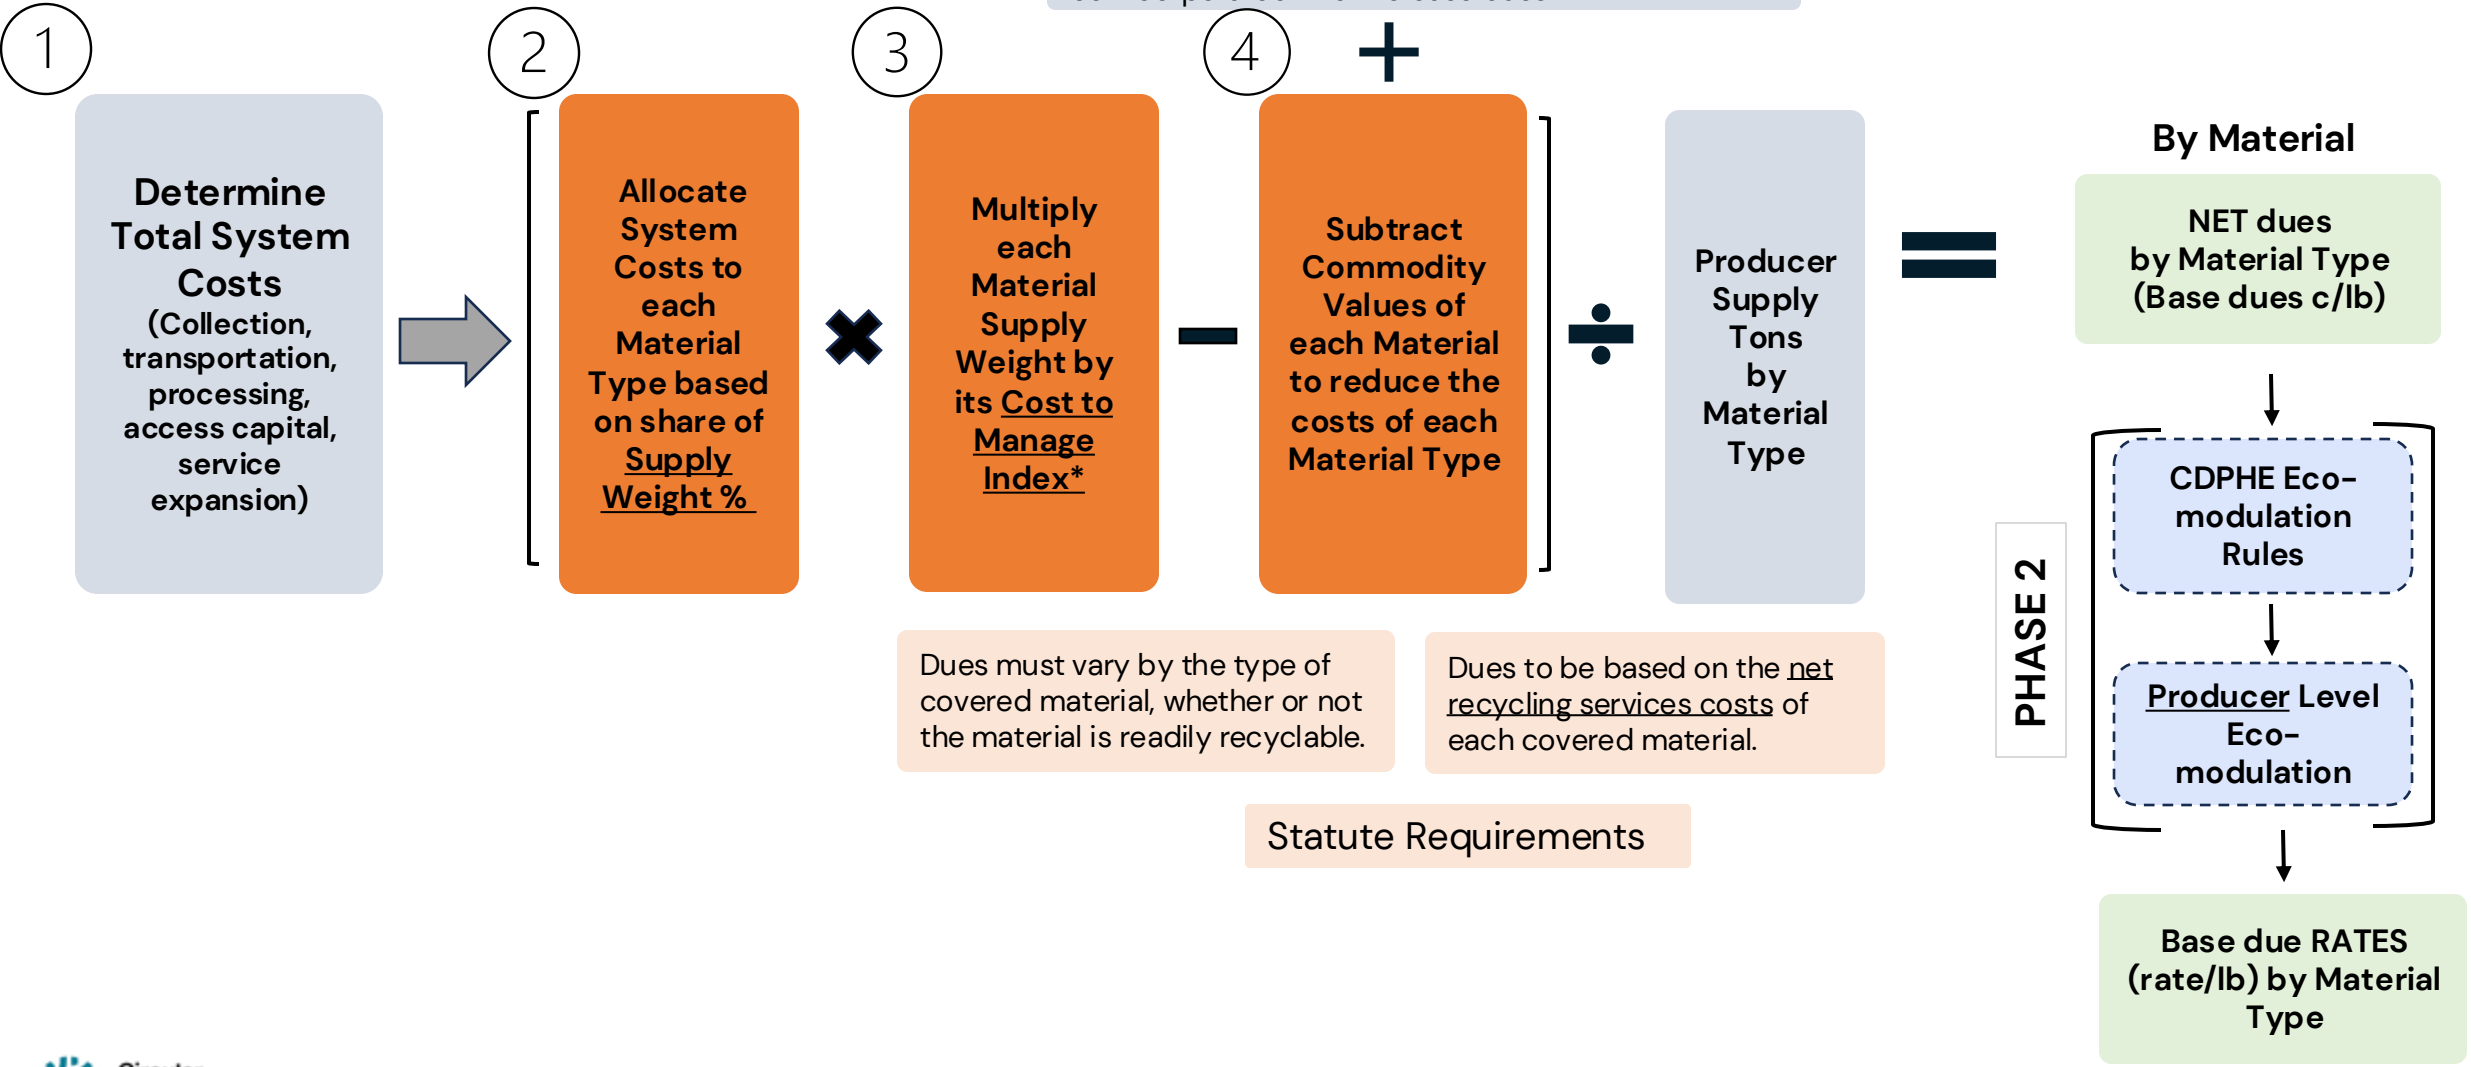 1
2
3
4
Determine
Total System
Costs
(Collection,
transportation,
processing,
access capital,
service
expansion)
Allocate
System
Costs to
each
Material
Type based
on share of
Supply
Weight %
Multiply
each
Material
Supply
Weight by
its Cost to
Manage
Index*
Subtract
Commodity
Values of
each Material
to reduce the
costs of each
Material Type
Producer
Supply
Tons
by
Material
Type
By Material
NET dues
by Material Type
(Base dues c/lb)
PHASE 2
CDPHE Eco-
modulation
Rules
Producer Level
Eco-
modulation
Base due RATES
(rate/lb) by Material
Type
Dues must vary by the type of
covered material, whether or not
the material is readily recyclable.
Dues to be based on the net
recycling services costs of
each covered material.
Statute Requirements